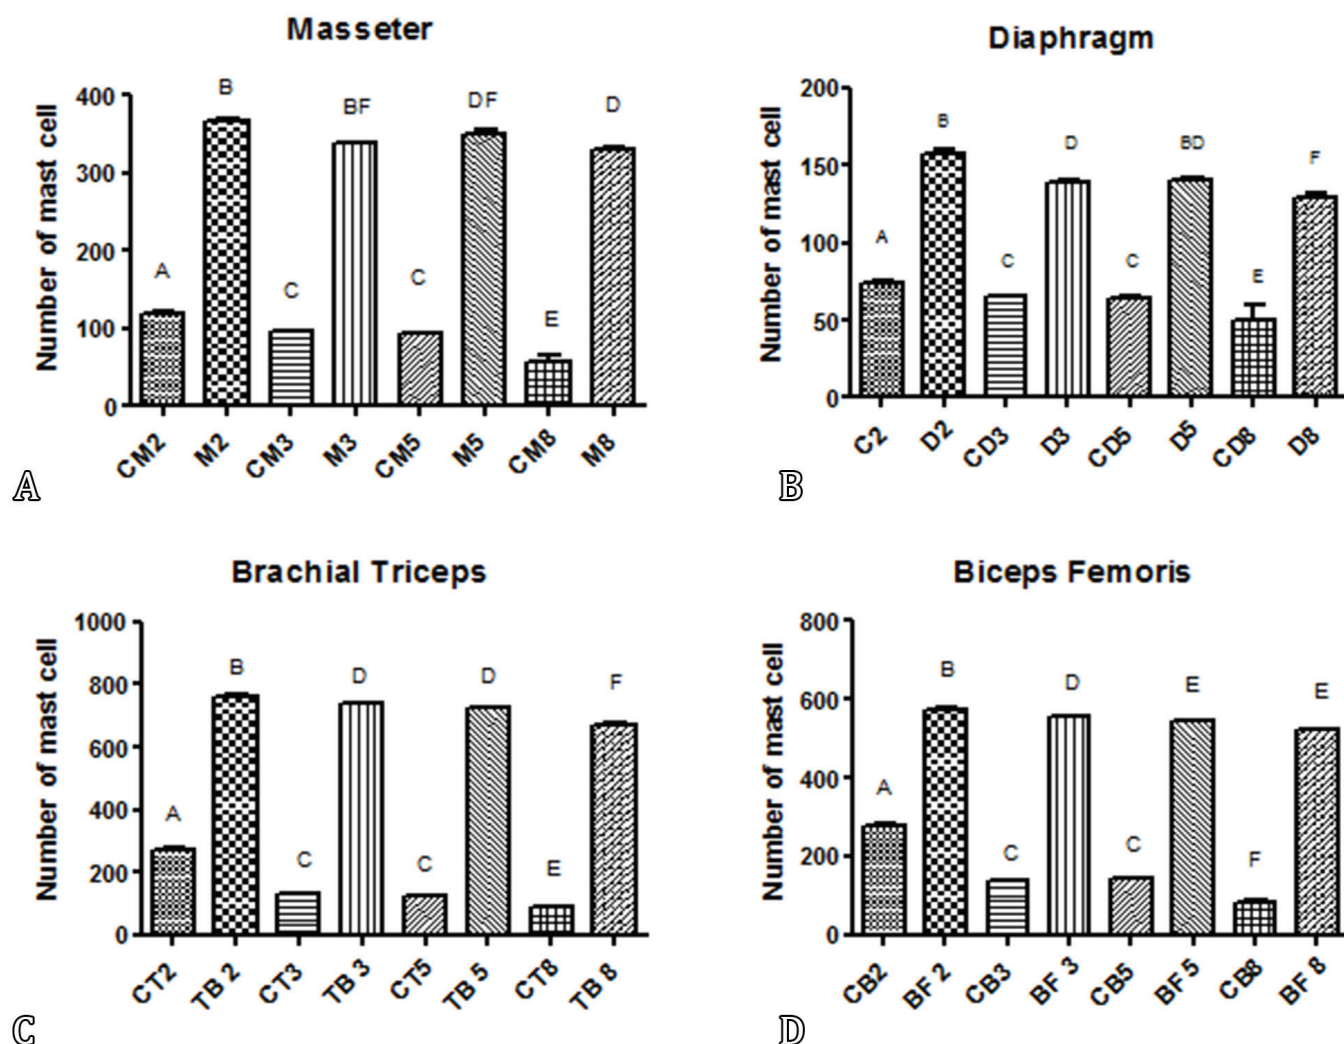 Masseter
Number of mast cell
400
300
200
100
0
A
B
C
BF
C
DF
E
D
CM2
M2
CM3
M3
CM5
M5
CM8
M8
A
Diaphragm
Number of mast cell
200
150
100
50
0
A
B
C
D
C
BD
E
F
C2
D2
CD3
D3
CD5
D5
CD8
D8
B
Brachial Triceps
Number of mast cell
1000
800
600
400
200
0
A
B
C
D
C
D
E
F
CT2
TB 2
CT3
TB 3
CT5
TB 5
CT8
TB 8
C
Biceps Femoris
Number of mast cell
800
600
400
200
0
A
B
C
D
C
E
F
E
CB2
BF 2
CB3
BF 3
CB5
BF 5
CB8
BF 8
D